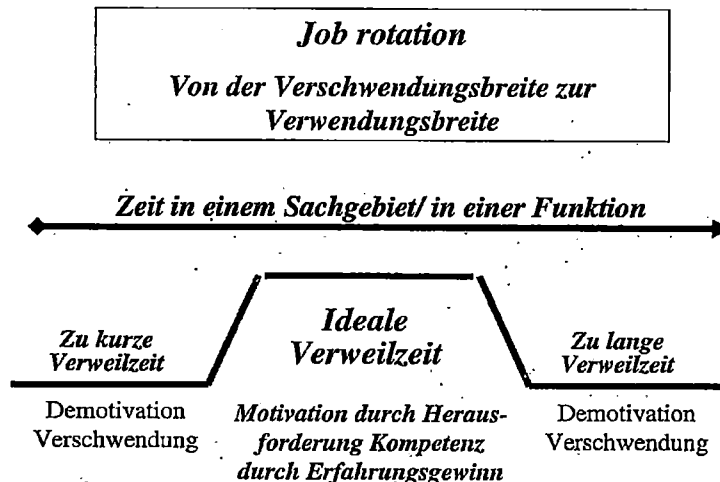 Job rotation
Von der Verschwendungsbreite zur
Verwendungsbreite
Zeit in einem Sachgebiet/ in einer Funktion
Zu kurze
Verweilzeit
Demotivation
Verschwendung
Ideale
Verweilzeit
Motivation durch Heraus-
forderung Kompetenz
durch Erfahrungsgewinn
Zu lange
Verweilzeit
Demotivation
Verschwendung